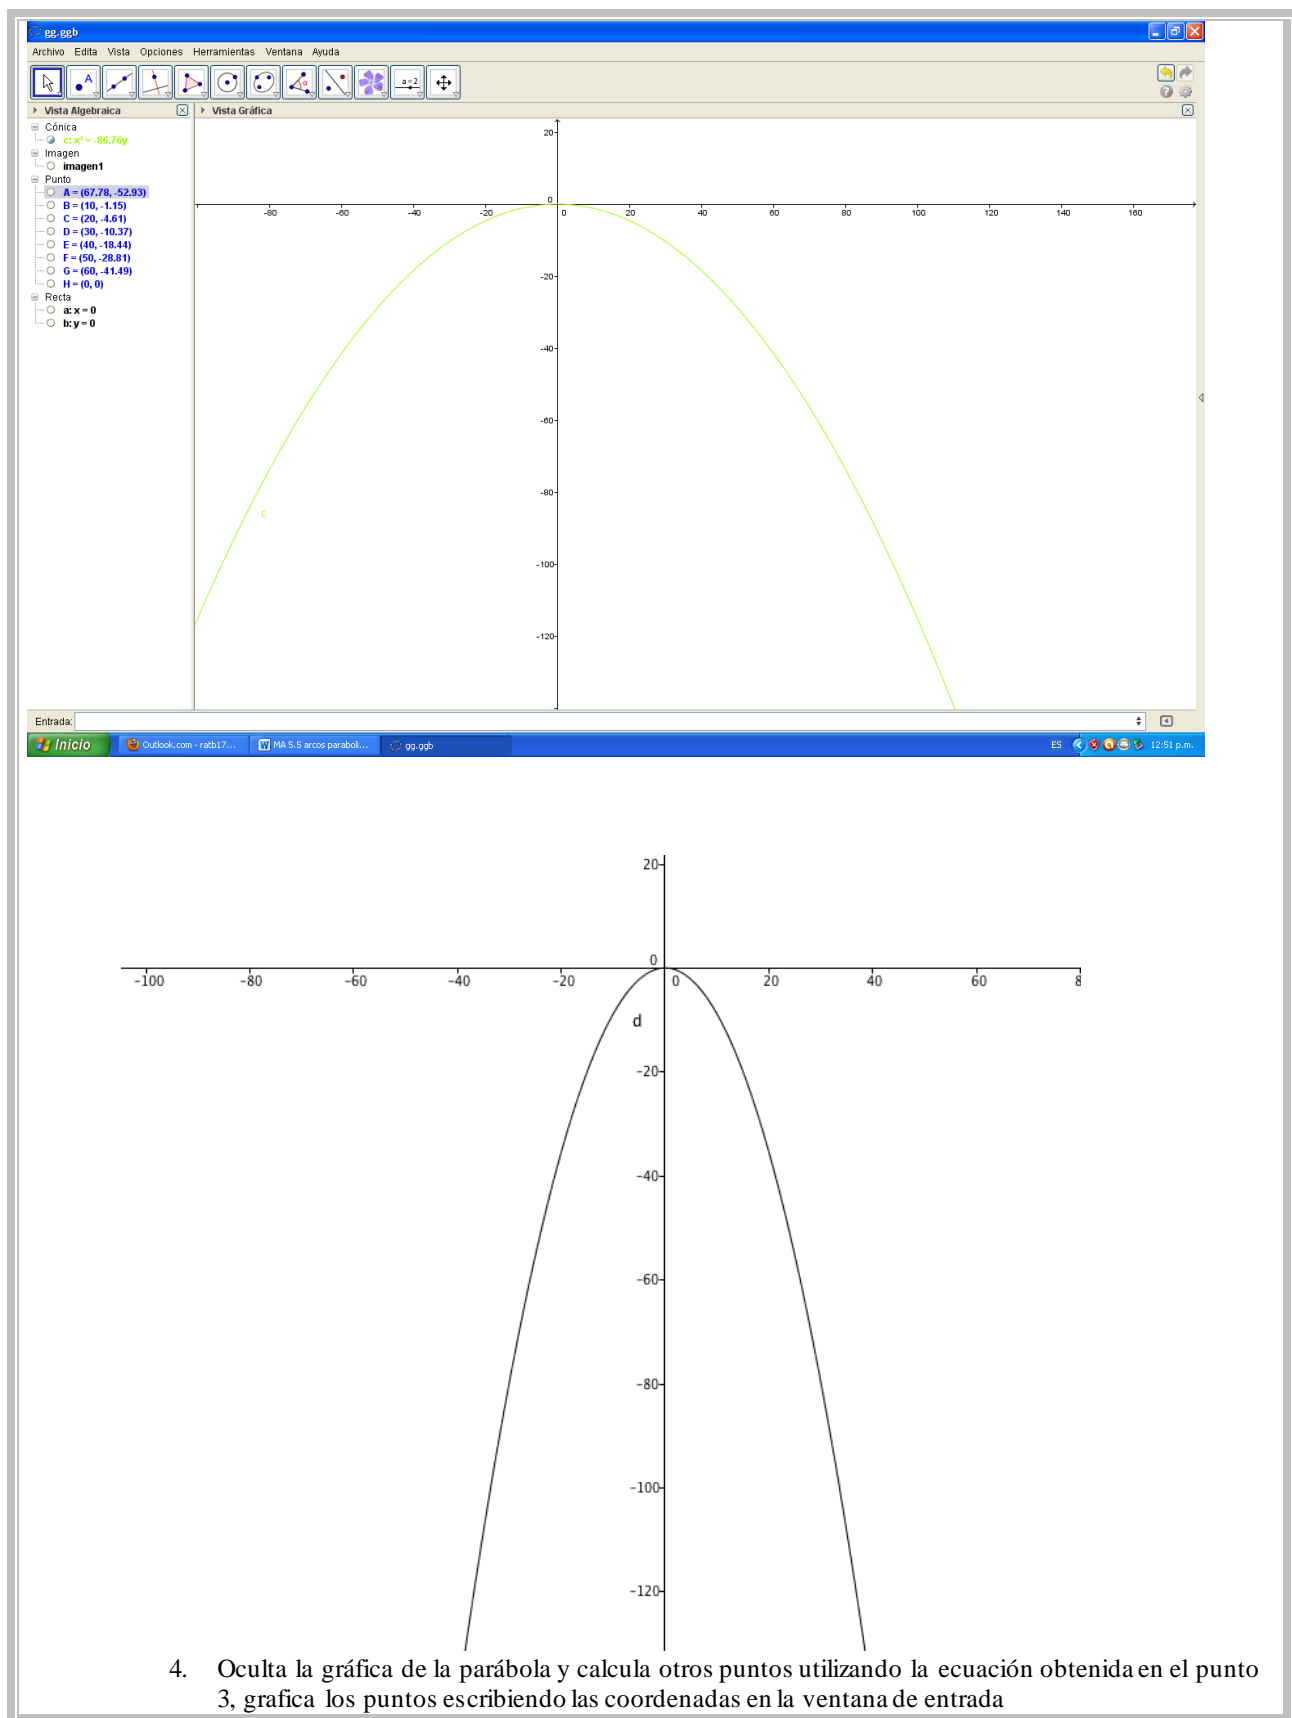 gg.ggb
Archivo Edita Vista Opciones Herramientas Ventana Ayuda
A
α
a=2
Vista Algebraica
Vista Gráfica
Cónica
c: x² = -86.76y
Imagen
imagen1
Punto
A = (67.78, -52.93)
B = (10, -1.15)
C = (20, -4.61)
D = (30, -10.37)
E = (40, -18.44)
F = (50, -28.81)
G = (60, -41.49)
H = (0, 0)
Recta
a: x = 0
b: y = 0
20
0
-80 -60 -40 -20 0 20 40 60 80 100 120 140 160
-20
-40
-60
-80
c
-100
-120
Entrada:
Inicio
Outlook.com - ratb17...
MA 5.5 arcos paraboli...
gg.ggb
ES
12:51 p.m.
20
0
-100 -80 -60 -40 -20 0 20 40 60 8
d
-20
-40
-60
-80
-100
-120
4. Oculta la gráfica de la parábola y calcula otros puntos utilizando la ecuación obtenida en el punto
3, grafica los puntos escribiendo las coordenadas en la ventana de entrada